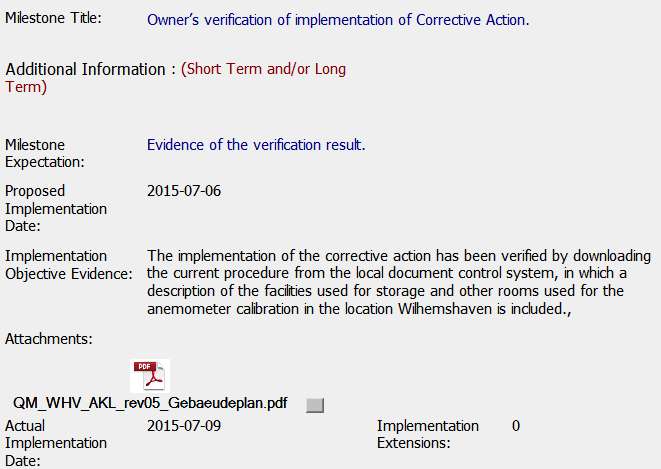 Milestone Title: Owner's verification of implementation of Corrective Action.
Additional Information : (Short Term and/or Long
Term)
Milestone Evidence of the verification result.
Expectation:
Proposed 2015-07-06
Implementation
Date:
Implementation The implementation of the corrective action has been verified by downloading
Objective Evidence: the current procedure from the local document control system, in which a
description of the facilities used for storage and other rooms used for the
anemometer calibration in the location Wilhemshaven is included.,
Attachments:
PDF
QM_WHV_AKL_rev05_Gebaeudeplan.pdf
Actual 2015-07-09 Implementation 0
Implementation Extensions:
Date: